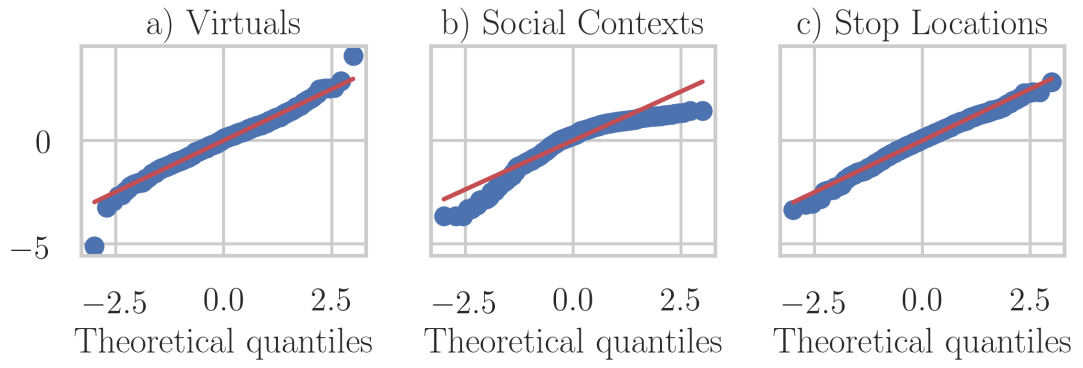 a) Virtuals b) Social Contexts c) Stop Locations
0
−5
−2.5 0.0 2.5 −2.5 0.0 2.5 −2.5 0.0 2.5
Theoretical quantiles Theoretical quantiles Theoretical quantiles